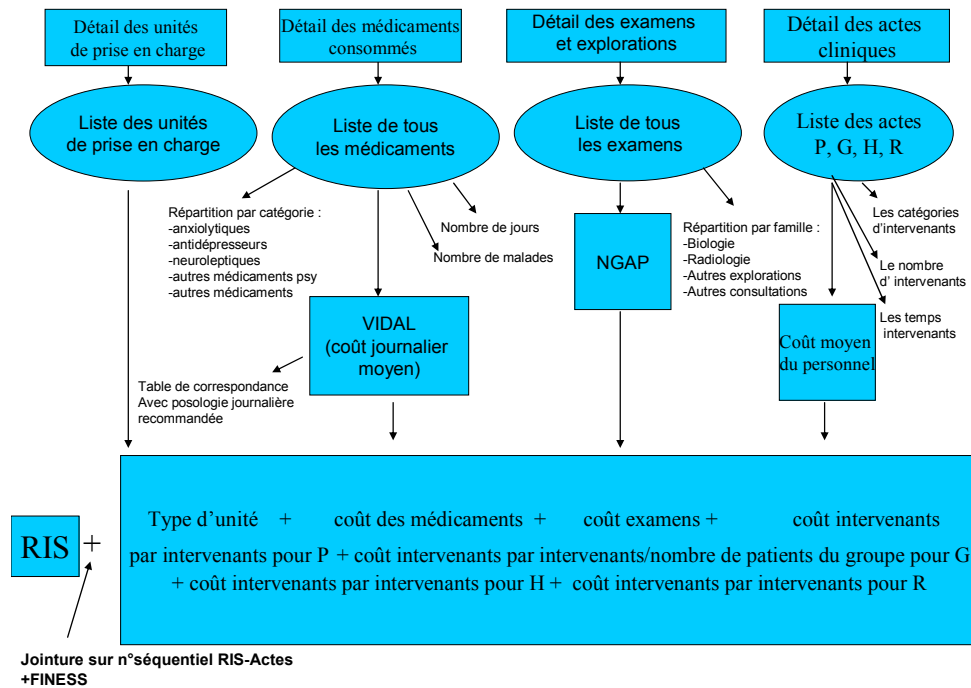 Détail des unités
de prise en charge
Détail des médicaments
consommés
Détail des examens
et explorations
Détail des actes
cliniques
Liste des unités
de prise en charge
Liste de tous
les médicaments
Liste de tous
les examens
Liste des actes
P, G, H, R
Répartition par catégorie :
-anxiolytiques
-antidépresseurs
-neuroleptiques
-autres médicaments psy
-autres médicaments
Nombre de jours
Nombre de malades
NGAP
Répartition par famille :
-Biologie
-Radiologie
-Autres explorations
-Autres consultations
Les catégories
d'intervenants
Le nombre
d' intervenants
Les temps
intervenants
VIDAL
(coût journalier
moyen)
Coût moyen
du personnel
Table de correspondance
Avec posologie journalière
recommandée
RIS +
Type d'unité + coût des médicaments + coût examens + coût intervenants
par intervenants pour P + coût intervenants par intervenants/nombre de patients du groupe pour G
+ coût intervenants par intervenants pour H + coût intervenants par intervenants pour R
Jointure sur n°séquentiel RIS-Actes
+FINESS